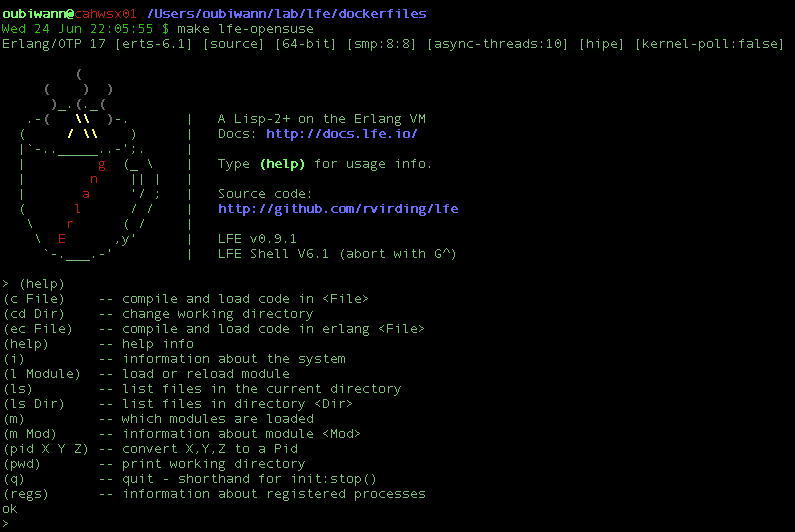 oubiwann@cahwsx01 /Users/oubiwann/lab/lfe/dockerfiles
Wed 24 Jun 22:05:55 $ make lfe-opensuse
Erlang/OTP 17 [erts-6.1] [source] [64-bit] [smp:8:8] [async-threads:10] [hipe] [kernel-poll:false]

         (
     (    )  )
      )_.(._(
   .-(   \\  )-.       |   A Lisp-2+ on the Erlang VM
  (     / \\    )      |   Docs: http://docs.lfe.io/
  |`-.._____..-';.     |
  |         g  (_ \    |   Type (help) for usage info.
  |        n    || |   |
  |       a     '/ ;   |   Source code:
  (      l      / /    |   http://github.com/rvirding/lfe
   \    r      ( /     |
    \  E      ,y'      |   LFE v0.9.1
     `-.___.-'         |   LFE Shell V6.1 (abort with G^)

> (help)
(c File)    -- compile and load code in <File>
(cd Dir)    -- change working directory
(ec File)   -- compile and load code in erlang <File>
(help)      -- help info
(i)         -- information about the system
(l Module)  -- load or reload module
(ls)        -- list files in the current directory
(ls Dir)    -- list files in directory <Dir>
(m)         -- which modules are loaded
(m Mod)     -- information about module <Mod>
(pid X Y Z) -- convert X,Y,Z to a Pid
(pwd)       -- print working directory
(q)         -- quit - shorthand for init:stop()
(regs)      -- information about registered processes
ok
>